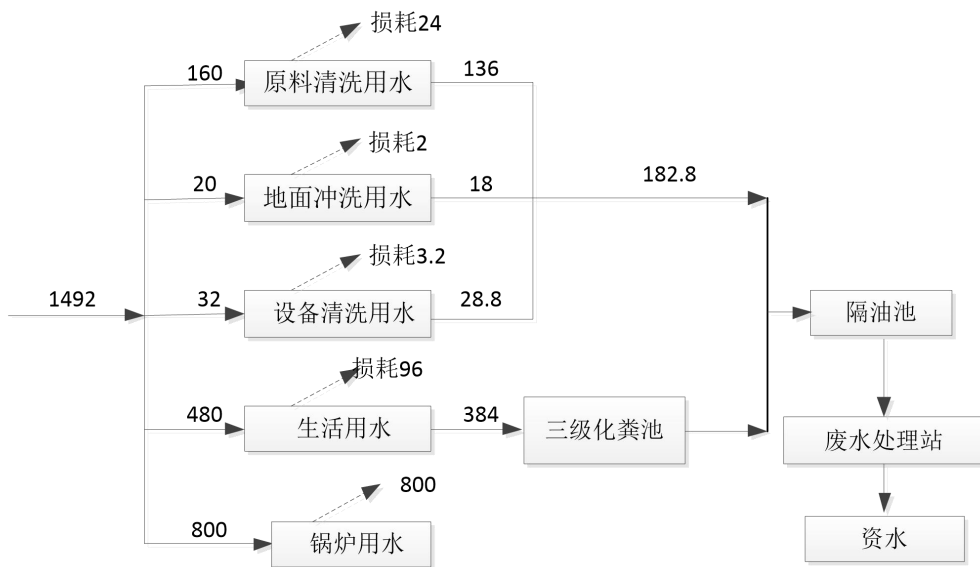 损耗24
160
原料清洗用水
136
损耗2
20
地面冲洗用水
18
182.8
损耗3.2
1492
32
设备清洗用水
28.8
隔油池
损耗96
480
生活用水
384
三级化粪池
废水处理站
800
800
锅炉用水
资水